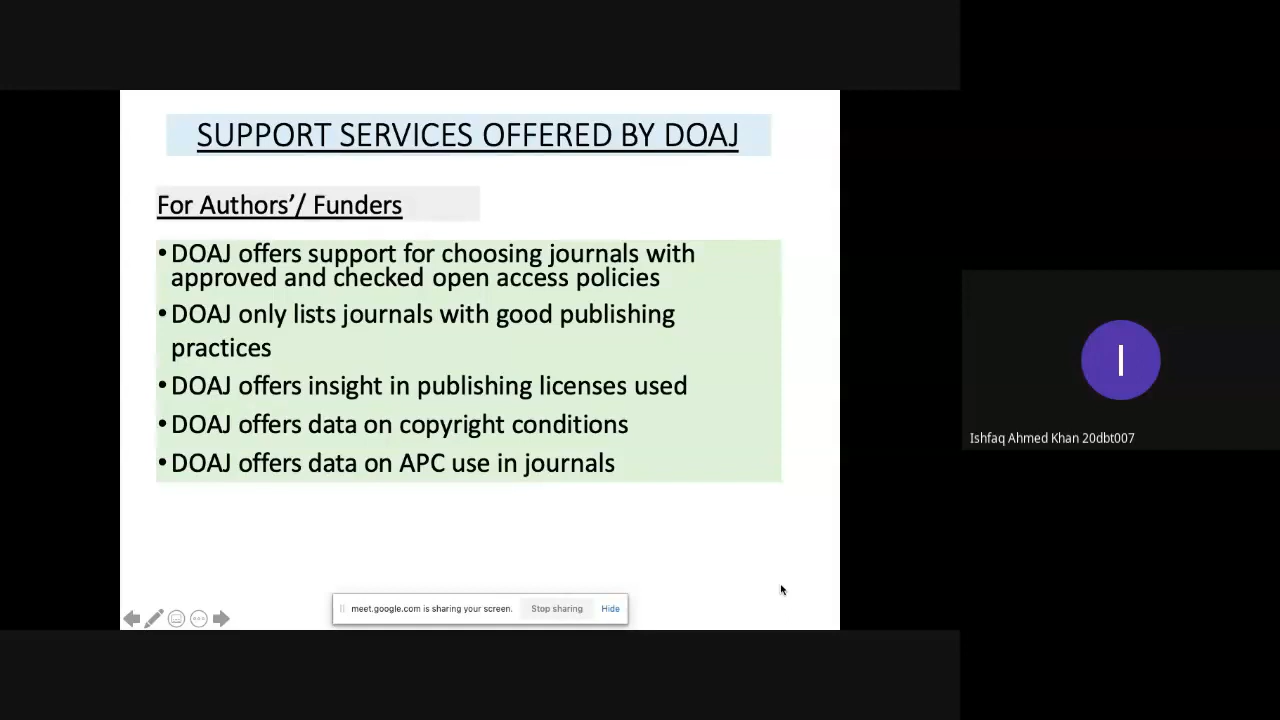 SUPPORT SERVICES OFFERED BY DOAJ
For Authors’/ Funders
•DOAJ offers support for choosing journals with
approved and checked open access policies
•DOAJ only lists journals with good publishing
practices
•DOAJ offers insight in publishing licenses used
•DOAJ offers data on copyright conditions
•DOAJ offers data on APC use in journals
meet.google.com is sharing your screen. Stop sharing Hide
I
Ishfaq Ahmed Khan 20dbt007